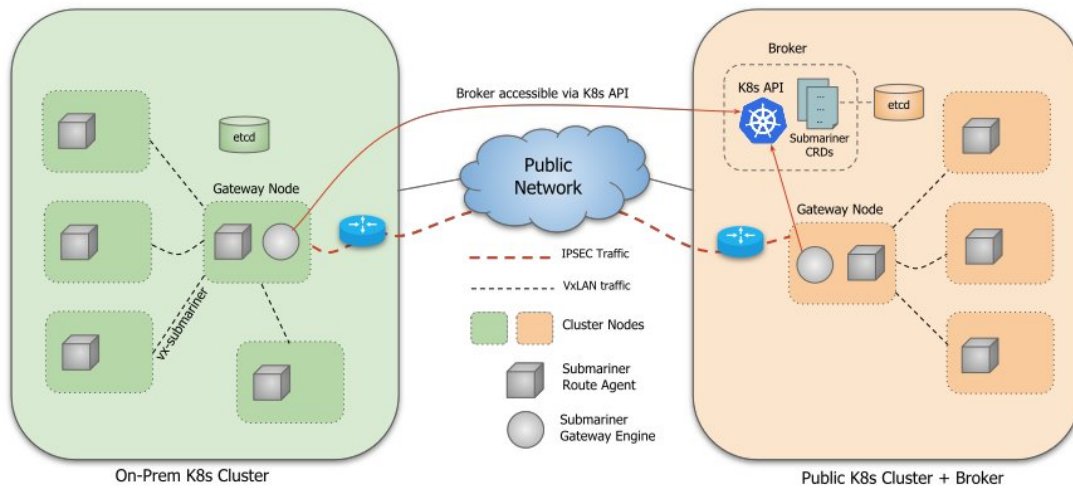 Broker
K8s API
...
...
..
Submariner
CRDs
etcd
Broker accessible via K8s API
etcd
Public
Network
Gateway Node
Gateway Node
vx-submariner
IPSEC Traffic
VxLAN traffic
Cluster Nodes
Submariner
Route Agent
Submariner
Gateway Engine
On-Prem K8s Cluster
Public K8s Cluster + Broker